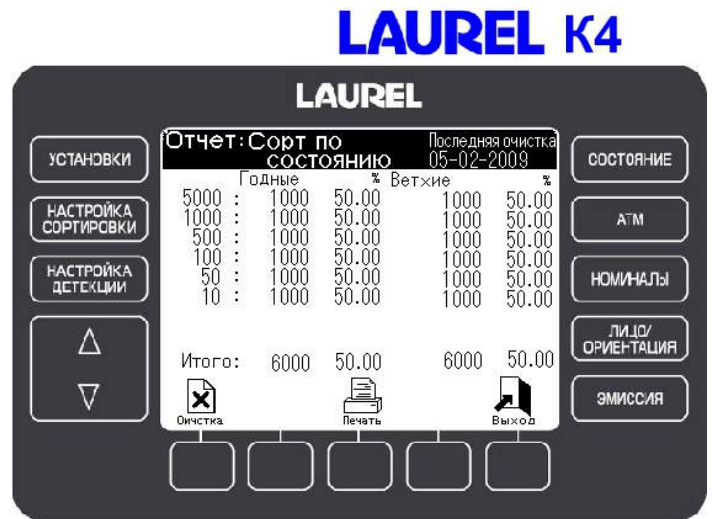 LAUREL K4
LAUREL
УСТАНОВКИ
НАСТРОЙКА
СОРТИРОВКИ
НАСТРОЙКА
ДЕТЕКЦИИ
Отчет:Сорт по
состоянию
Последняя очистка
05-02-2009
Годные % Ветхие %
5000 : 1000 50.00 1000 50.00
1000 : 1000 50.00 1000 50.00
500 : 1000 50.00 1000 50.00
100 : 1000 50.00 1000 50.00
50 : 1000 50.00 1000 50.00
10 : 1000 50.00 1000 50.00
Итого: 6000 50.00 6000 50.00
Оичстка Печать Выход
СОСТОЯНИЕ
АТМ
НОМИНАЛЫ
ЛИЦО/
ОРИЕНТАЦИЯ
ЭМИССИЯ